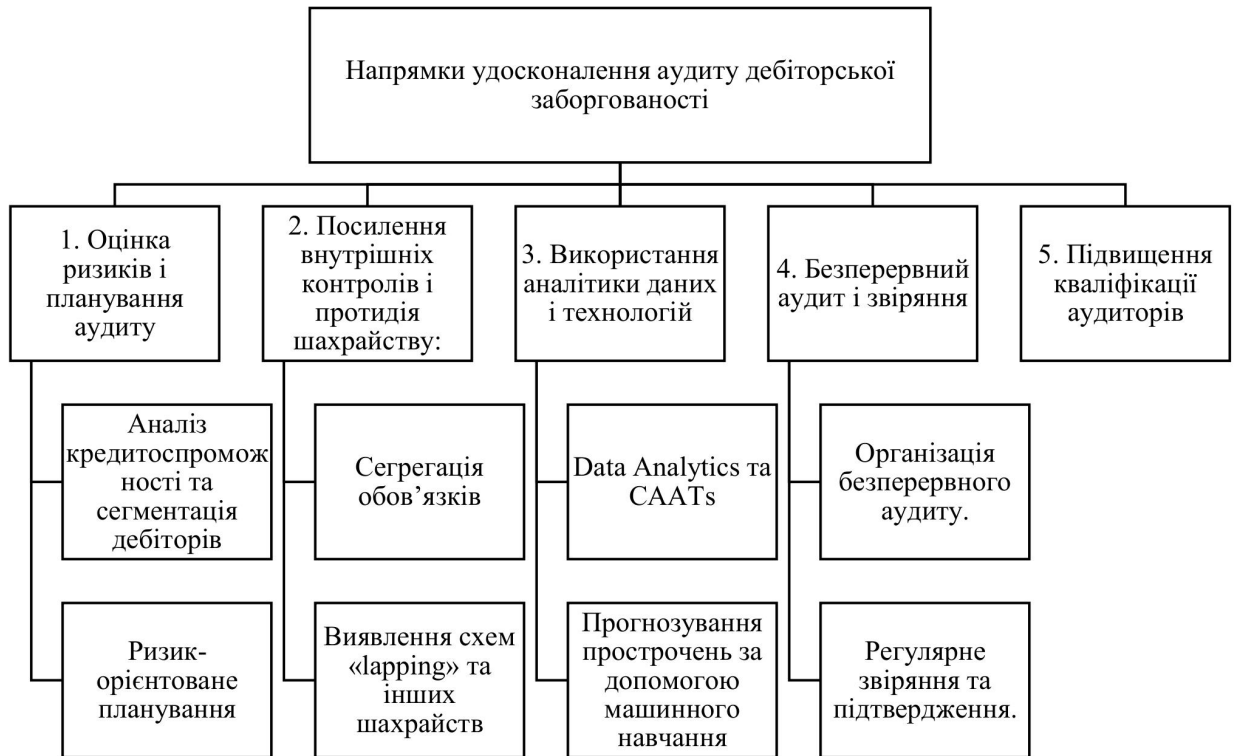 Напрямки удосконалення аудиту дебіторської
заборгованості
1. Оцінка
ризиків і
планування
аудиту
2. Посилення
внутрішніх
контролів і
протидія
шахрайству:
3. Використання
аналітики даних
і технологій
4. Безперервний
аудит і звіряння
5. Підвищення
кваліфікації
аудиторів
Аналіз
кредитоспромож
ності та
сегментація
дебіторів
Сегрегація
обов’язків
Data Analytics та
CAATs
Організація
безперервного
аудиту.
Ризик-
орієнтоване
планування
Виявлення схем
«lapping» та
інших
шахрайств
Прогнозування
прострочень за
допомогою
машинного
навчання
Регулярне
звіряння та
підтвердження.